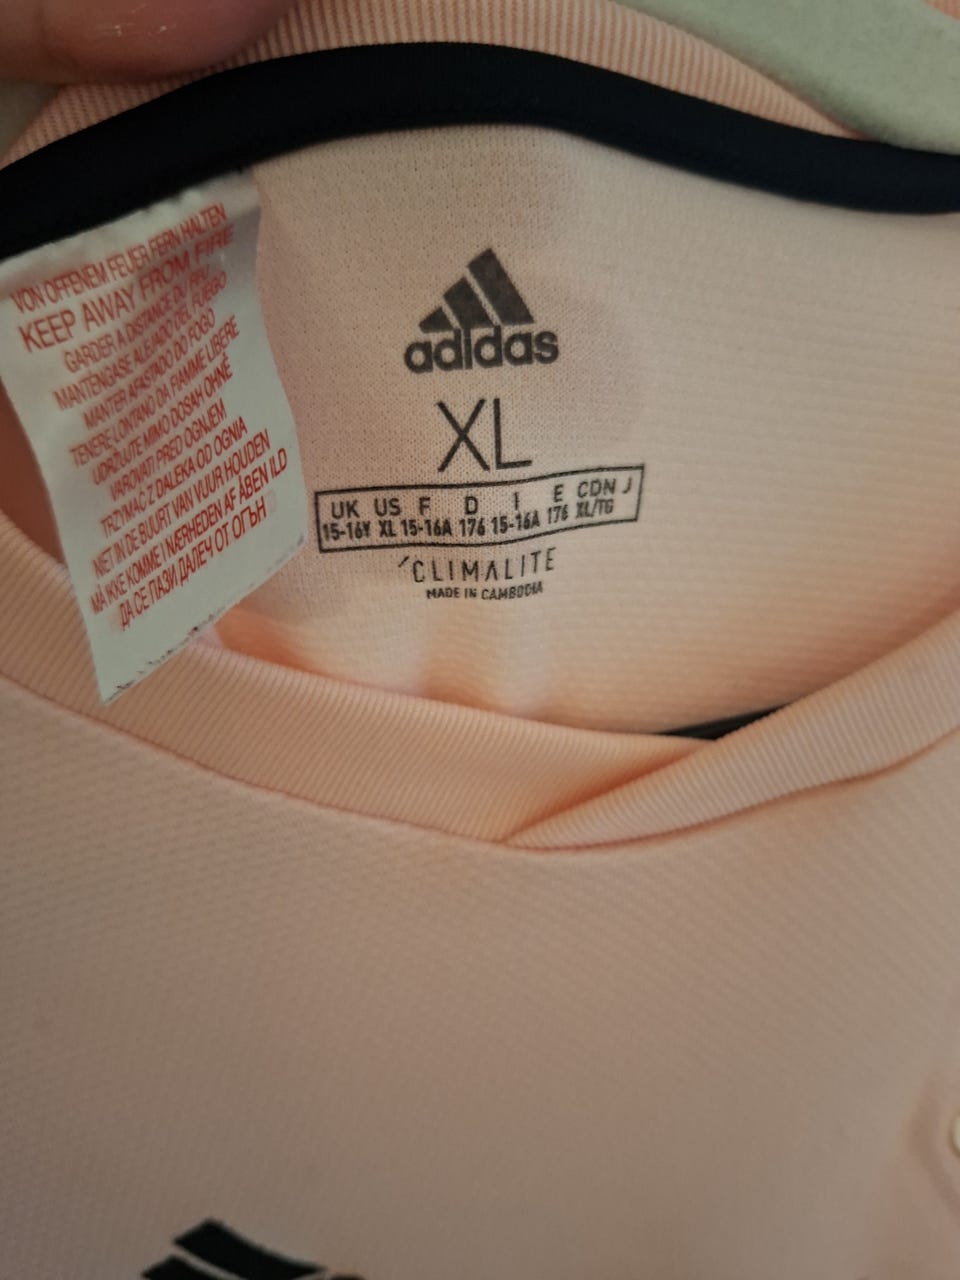 VON OFFENEM FEUER FERN HALTEN
KEEP AWAY FROM FIRE
GARDER A DISTANCE DU FEU
MANTENGASE ALEJADO DEL FUEGO
MANTER AFASTADO DO FOGO
TENERE LONTANO DA FIAMME LIBERE
UDRŽUJTE MIMO DOSAH OHNĚ
VAROVATI PRED OGNJEM
TRZYMAĆ Z DALEKA OD OGNIA
NIET IN DE BUURT VAN VUUR HOUDEN
MÅ IKKE KOMME I NÆRHEDEN AF ÅBEN ILD
ДА СЕ ПАЗИ ДАЛЕЧ ОТ ОГЪН
adidas
XL
UK US F D I E CDN J
15-16Y XL 15-16A 176 15-16A 176 XL/TG
CLIMALITE
MADE IN CAMBODIA